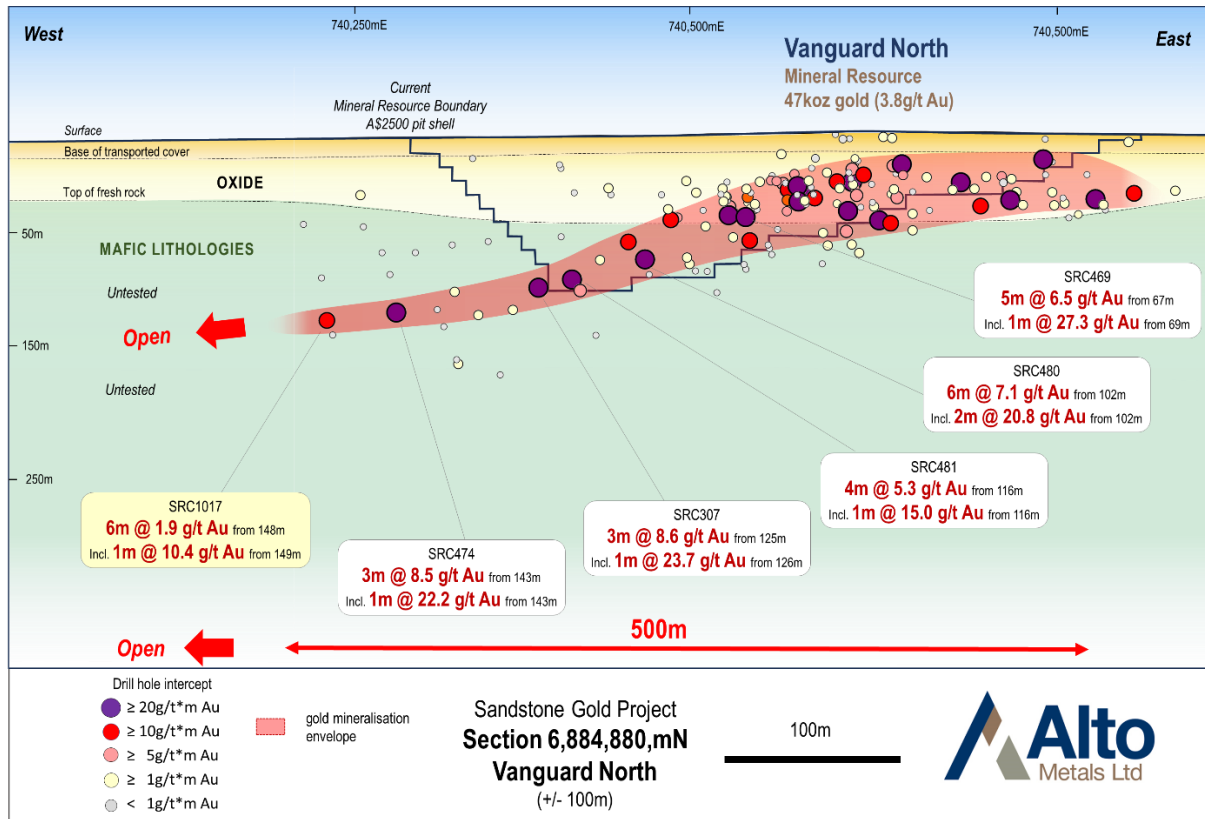 740,250mE
740,500mE
740,500mE
West
East
Vanguard North
Mineral Resource
47koz gold (3.8g/t Au)
Current
Mineral Resource Boundary
A$2500 pit shell
Surface
Base of transported cover
OXIDE
Top of fresh rock
50m
MAFIC LITHOLOGIES
Untested
Open
150m
Untested
250m
SRC469
5m @ 6.5 g/t Au from 67m
Incl. 1m @ 27.3 g/t Au from 69m
SRC480
6m @ 7.1 g/t Au from 102m
Incl. 2m @ 20.8 g/t Au from 102m
SRC481
4m @ 5.3 g/t Au from 116m
Incl. 1m @ 15.0 g/t Au from 116m
SRC1017
6m @ 1.9 g/t Au from 148m
Incl. 1m @ 10.4 g/t Au from 149m
SRC307
3m @ 8.6 g/t Au from 125m
Incl. 1m @ 23.7 g/t Au from 126m
SRC474
3m @ 8.5 g/t Au from 143m
Incl. 1m @ 22.2 g/t Au from 143m
Open
500m
Drill hole intercept
≥ 20g/t*m Au
≥ 10g/t*m Au
≥ 5g/t*m Au
≥ 1g/t*m Au
< 1g/t*m Au
gold mineralisation
envelope
Sandstone Gold Project
Section 6,884,880,mN
Vanguard North
(+/- 100m)
100m
Alto
Metals Ltd